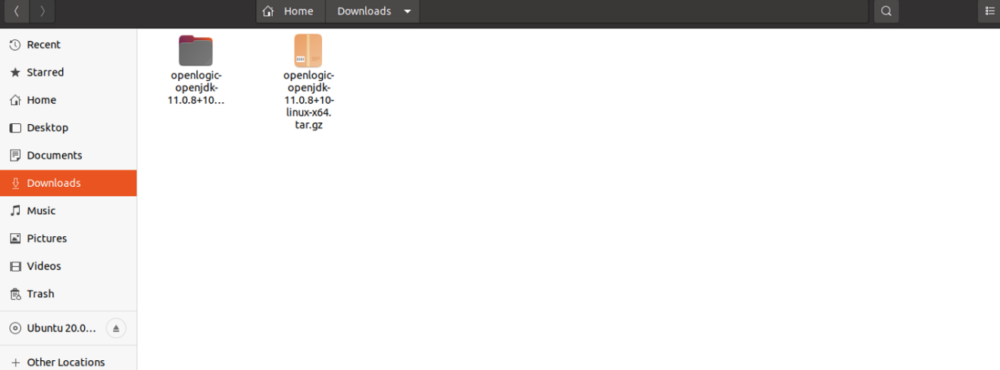 Home Downloads
Recent
Starred
Home
Desktop
Documents
Downloads
Music
Pictures
Videos
Trash
Ubuntu 20.0...
Other Locations
openlogic-
openjdk-
11.0.8+10...
openlogic-
openjdk-
11.0.8+10-
linux-x64.
tar.gz